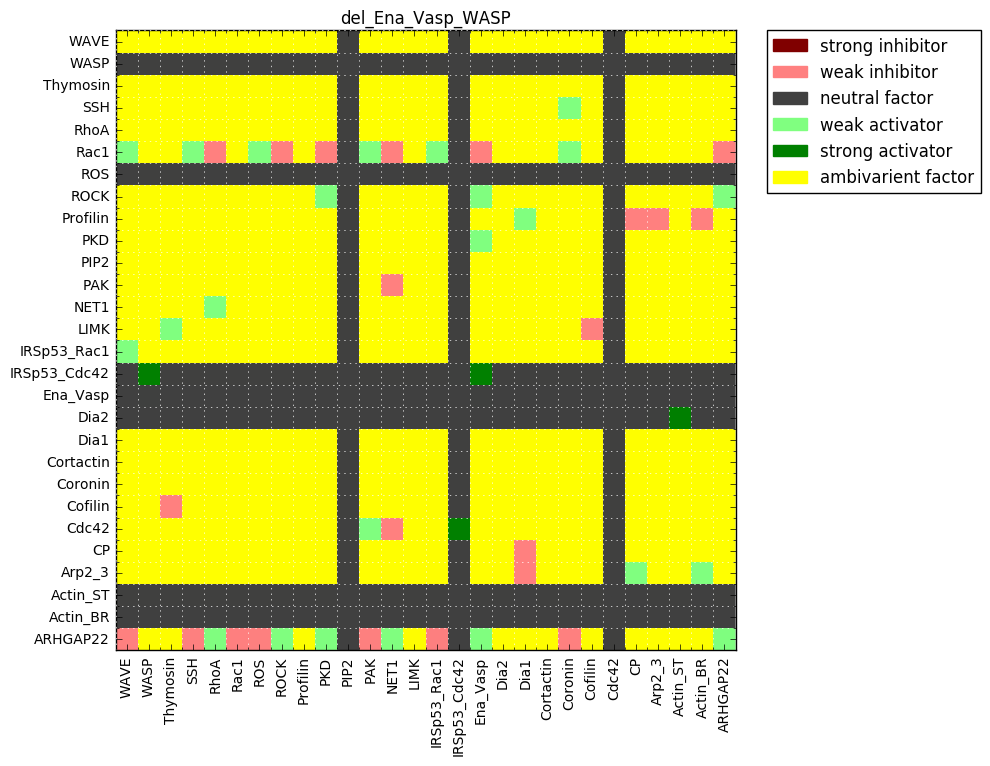 del_Ena_Vasp_WASP
WAVE
WASP
Thymosin
SSH
RhoA
Rac1
ROS
ROCK
Profilin
PKD
PIP2
PAK
NET1
LIMK
IRSp53_Rac1
IRSp53_Cdc42
Ena_Vasp
Dia2
Dia1
Cortactin
Coronin
Cofilin
Cdc42
CP
Arp2_3
Actin_ST
Actin_BR
ARHGAP22
WAVE
WASP
Thymosin
SSH
RhoA
Rac1
ROS
ROCK
Profilin
PKD
PIP2
PAK
NET1
LIMK
IRSp53_Rac1
IRSp53_Cdc42
Ena_Vasp
Dia2
Dia1
Cortactin
Coronin
Cofilin
Cdc42
CP
Arp2_3
Actin_ST
Actin_BR
ARHGAP22
strong inhibitor
weak inhibitor
neutral factor
weak activator
strong activator
ambivarient factor